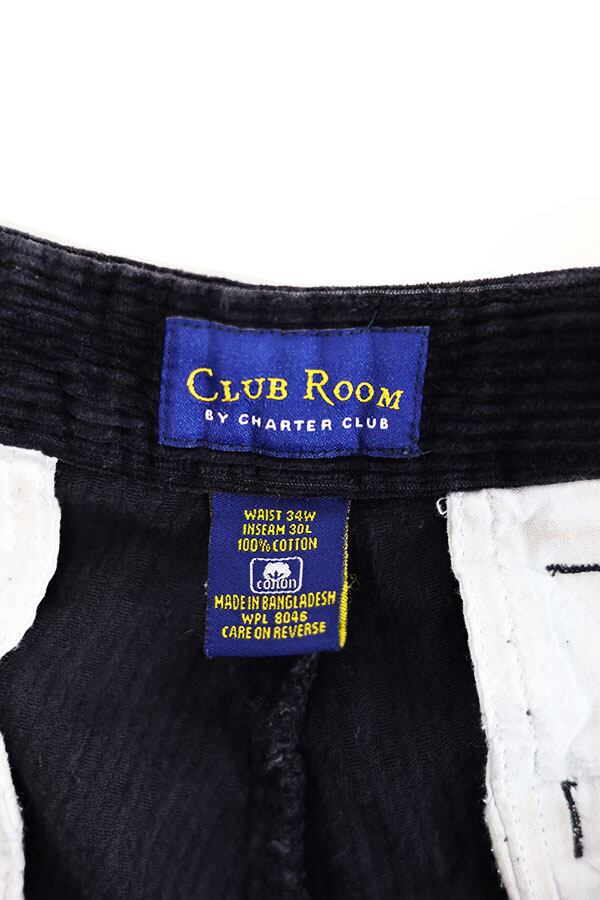 CLUB ROOM
BY CHARTER CLUB
WAIST 34W
INSEAM 30L
100% COTTON
cotton
MADE IN BANGLADESH
WPL 8046
CARE ON REVERSE